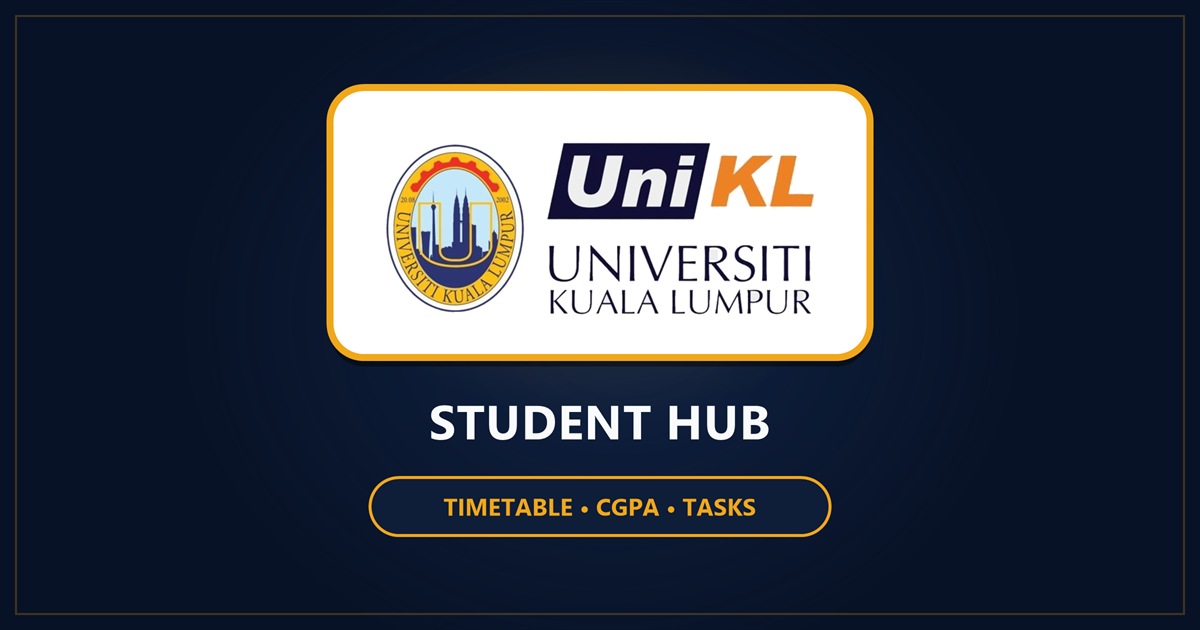 20.08
2002
UNIVERSITI KUALA LUMPUR
UniKL
UNIVERSITI
KUALA LUMPUR
STUDENT HUB
TIMETABLE • CGPA • TASKS